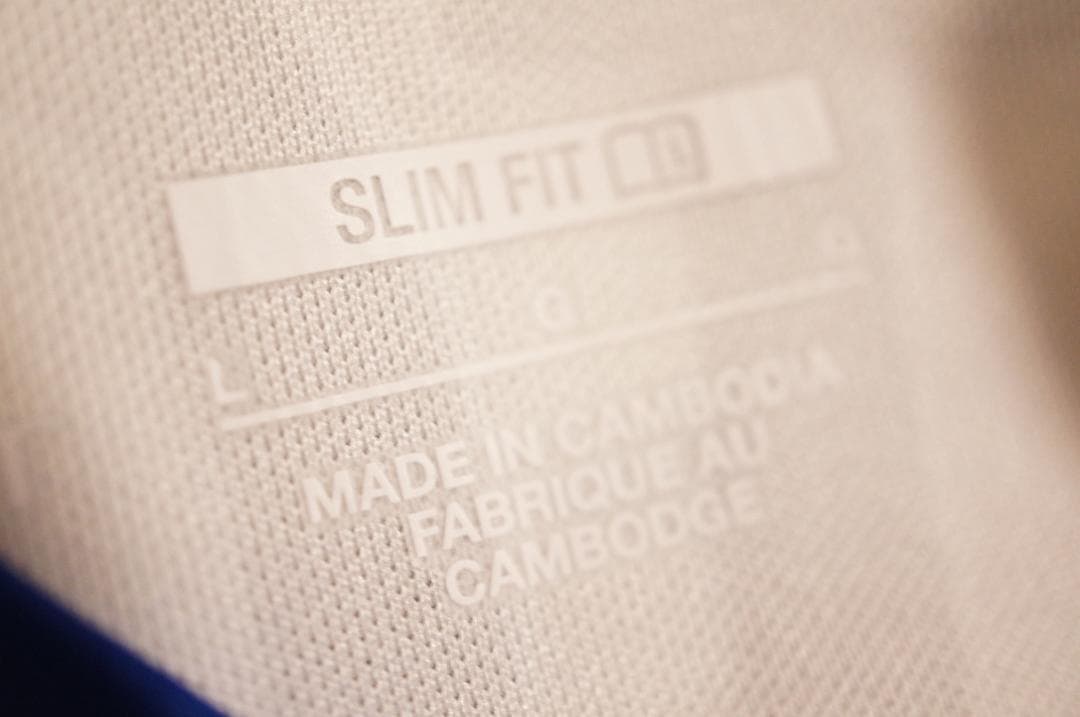 SLIM FIT
L G G
MADE IN CAMBODIA
FABRIQUE AU
CAMBODGE